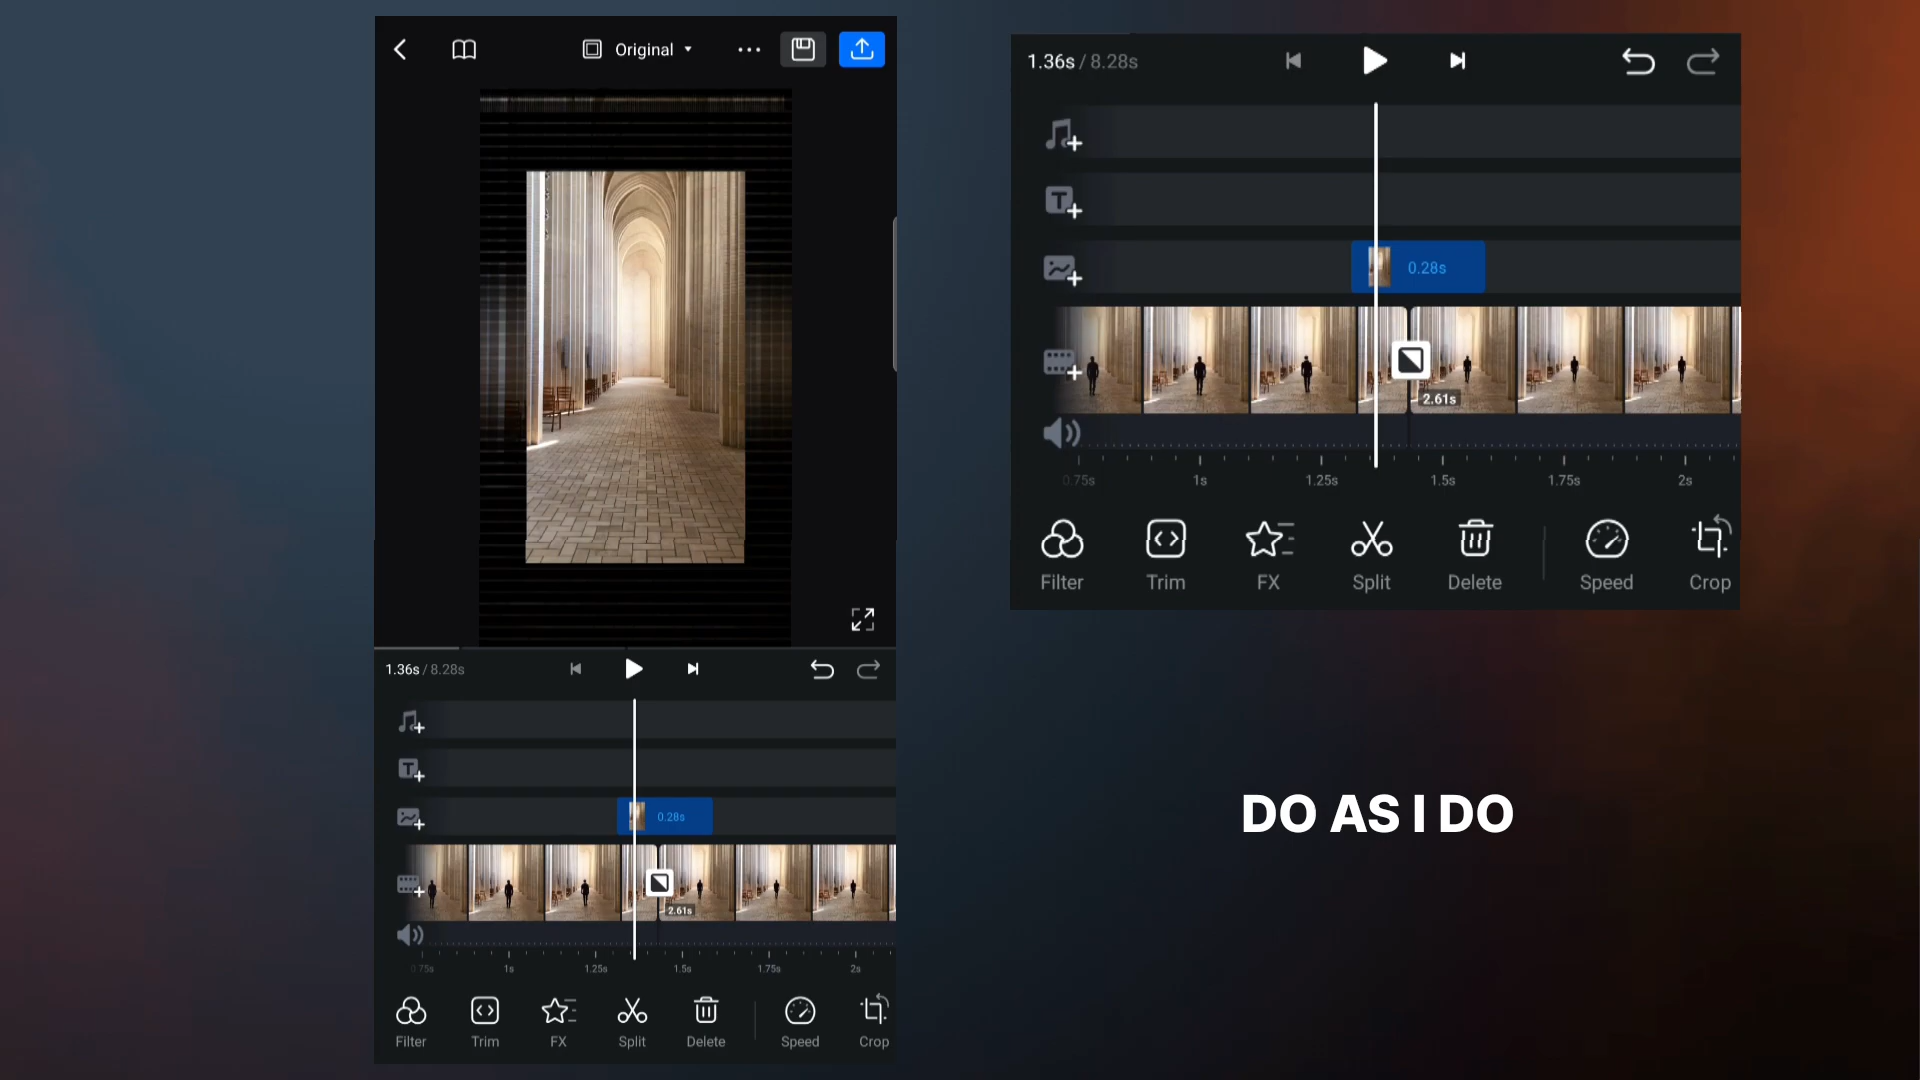 Original
1.36s / 8.28s
T
0.28s
2.61s
0.75s 1s 1.25s 1.5s 1.75s 2s
Filter Trim FX Split Delete Speed Crop
1.36s / 8.28s
T
0.28s
2.61s
0.75s 1s 1.25s 1.5s 1.75s 2s
Filter Trim FX Split Delete Speed Crop
DO AS I DO